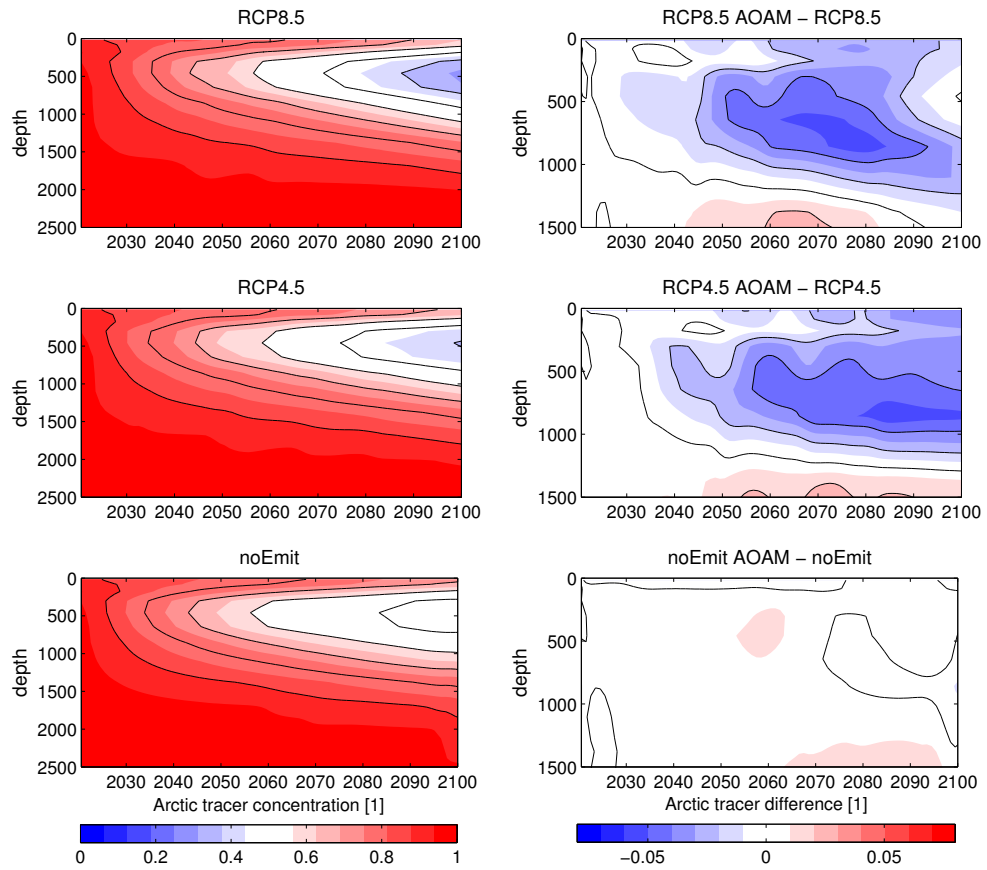 RCP8.5
0
500
1000
1500
2000
2500
depth
2030 2040 2050 2060 2070 2080 2090 2100
RCP8.5 AOAM − RCP8.5
0
500
1000
1500
depth
2030 2040 2050 2060 2070 2080 2090 2100
RCP4.5
0
500
1000
1500
2000
2500
depth
2030 2040 2050 2060 2070 2080 2090 2100
RCP4.5 AOAM − RCP4.5
0
500
1000
1500
depth
2030 2040 2050 2060 2070 2080 2090 2100
noEmit
0
500
1000
1500
2000
2500
depth
2030 2040 2050 2060 2070 2080 2090 2100
Arctic tracer concentration [1]
0 0.2 0.4 0.6 0.8 1
noEmit AOAM − noEmit
0
500
1000
1500
depth
2030 2040 2050 2060 2070 2080 2090 2100
Arctic tracer difference [1]
−0.05 0 0.05